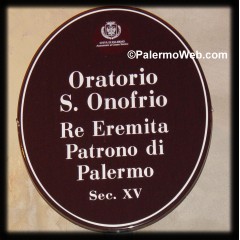 ©PalermoWeb.com
Oratorio
S. Onofrio
Re Eremita
Patrono di
Palermo
Sec. XV